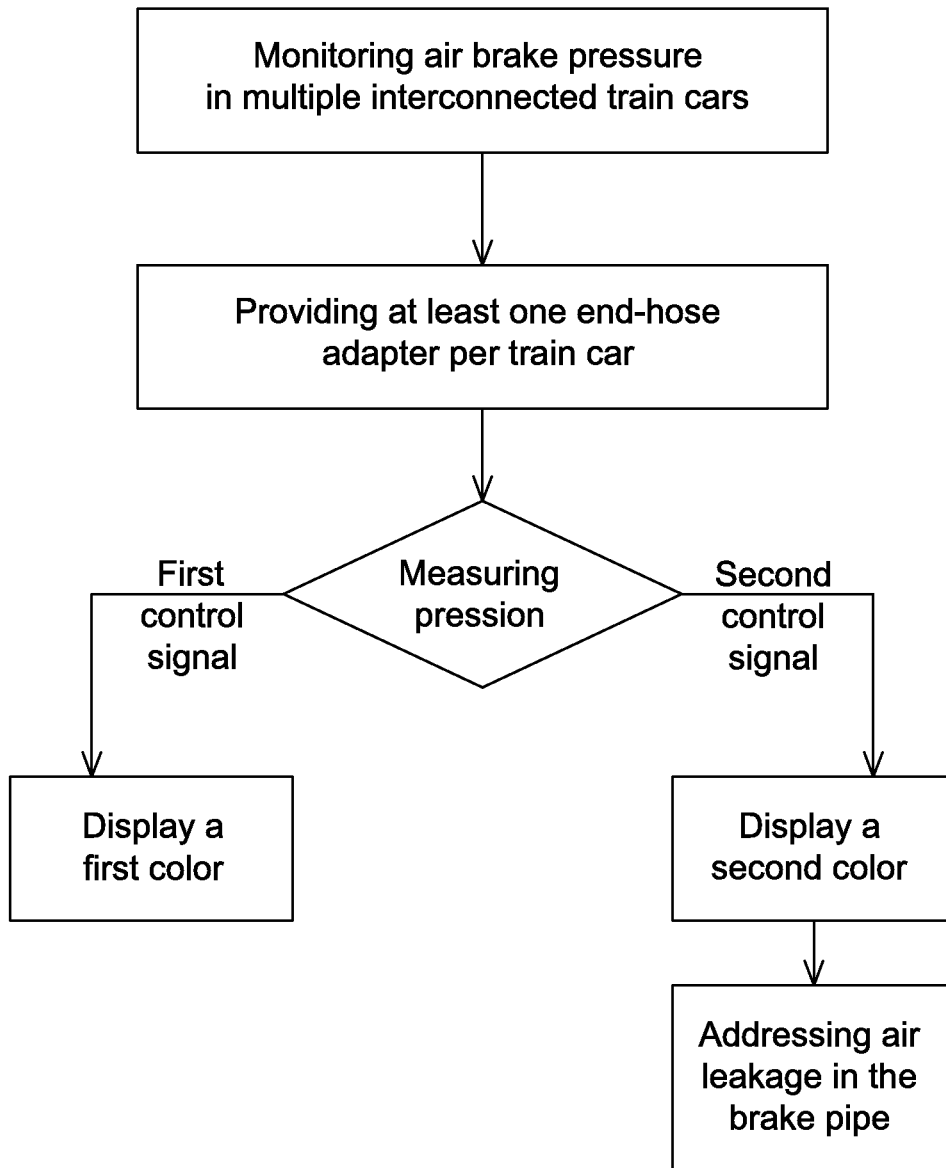 Monitoring air brake pressure
in multiple interconnected train cars
Providing at least one end-hose
adapter per train car
Measuring
pression
First
control
signal
Second
control
signal
Display a
first color
Display a
second color
Addressing air
leakage in the
brake pipe